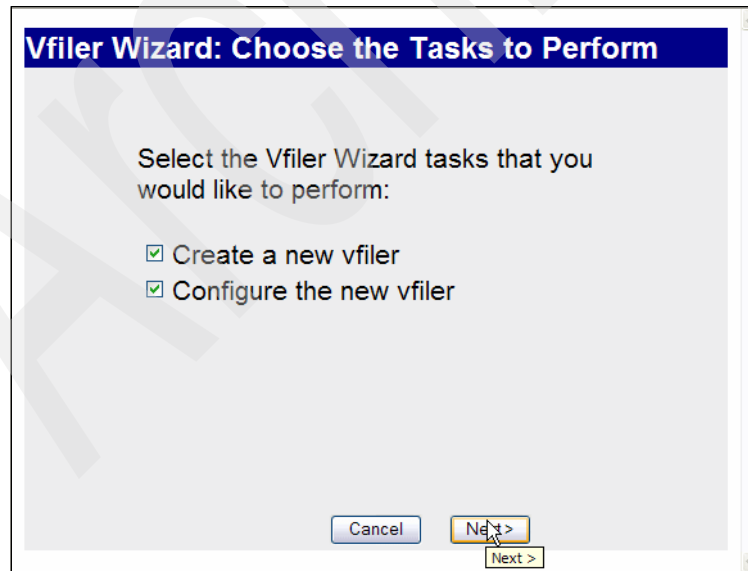 Vfiler Wizard: Choose the Tasks to Perform
Select the Vfiler Wizard tasks that you
would like to perform:
Create a new vfiler
Configure the new vfiler
Cancel
Next >
Next >